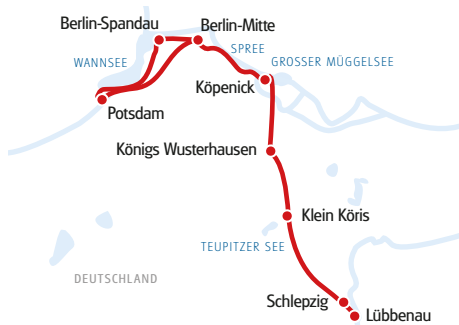 Berlin-Spandau
Berlin-Mitte
WANNSEE
SPREE
GROSSER MÜGGELSEE
Köpenick
Potsdam
Königs Wusterhausen
Klein Köris
TEUPITZER SEE
DEUTSCHLAND
Schlepzig
Lübbenau